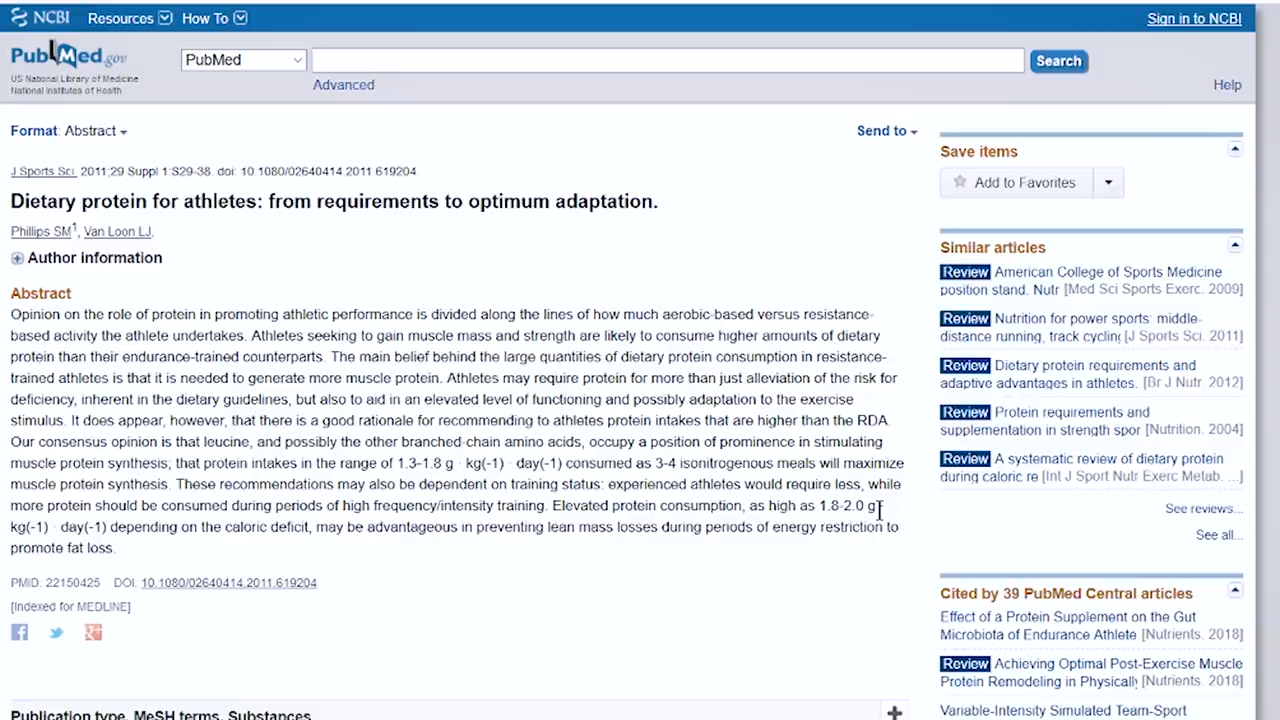 NCBI Resources How To Sign in to NCBI
PubMed.gov
US National Library of Medicine
National Institutes of Health
PubMed
Search
Advanced
Help
Format: Abstract
Send to
J Sports Sci. 2011;29 Suppl 1:S29-38. doi: 10.1080/02640414.2011.619204.
Dietary protein for athletes: from requirements to optimum adaptation.
Phillips SM1, Van Loon LJ.
Author information
Abstract
Opinion on the role of protein in promoting athletic performance is divided along the lines of how much aerobic-based versus resistance-
based activity the athlete undertakes. Athletes seeking to gain muscle mass and strength are likely to consume higher amounts of dietary
protein than their endurance-trained counterparts. The main belief behind the large quantities of dietary protein consumption in resistance-
trained athletes is that it is needed to generate more muscle protein. Athletes may require protein for more than just alleviation of the risk for
deficiency, inherent in the dietary guidelines, but also to aid in an elevated level of functioning and possibly adaptation to the exercise
stimulus. It does appear, however, that there is a good rationale for recommending to athletes protein intakes that are higher than the RDA.
Our consensus opinion is that leucine, and possibly the other branched-chain amino acids, occupy a position of prominence in stimulating
muscle protein synthesis; that protein intakes in the range of 1.3-1.8 g · kg(-1) · day(-1) consumed as 3-4 isonitrogenous meals will maximize
muscle protein synthesis. These recommendations may also be dependent on training status: experienced athletes would require less, while
more protein should be consumed during periods of high frequency/intensity training. Elevated protein consumption, as high as 1.8-2.0 g
kg(-1) · day(-1) depending on the caloric deficit, may be advantageous in preventing lean mass losses during periods of energy restriction to
promote fat loss.
PMID: 22150425 DOI: 10.1080/02640414.2011.619204
[Indexed for MEDLINE]
Publication type, MeSH terms, Substances
Save items
Add to Favorites
Similar articles
Review American College of Sports Medicine
position stand. Nutr [Med Sci Sports Exerc. 2009]
Review Nutrition for power sports: middle-
distance running, track cycling [J Sports Sci. 2011]
Review Dietary protein requirements and
adaptive advantages in athletes. [Br J Nutr. 2012]
Review Protein requirements and
supplementation in strength spor [Nutrition. 2004]
Review A systematic review of dietary protein
during caloric re [Int J Sport Nutr Exerc Metab. ...]
See reviews...
See all...
Cited by 39 PubMed Central articles
Effect of a Protein Supplement on the Gut
Microbiota of Endurance Athlete [Nutrients. 2018]
Review Achieving Optimal Post-Exercise Muscle
Protein Remodeling in Physicall [Nutrients. 2018]
Variable-Intensity Simulated Team-Sport